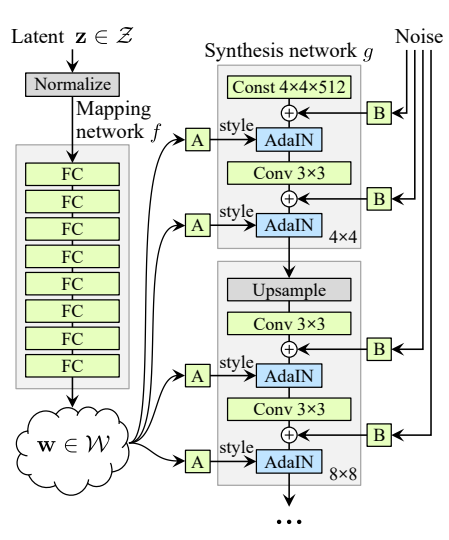 Latent z ∈ 𝒵
Normalize
Mapping
network f
FC
FC
FC
FC
FC
FC
FC
FC
w ∈ 𝒲
Synthesis network g
Noise
Const 4×4×512
B
A
style
AdaIN
Conv 3×3
B
A
style
AdaIN
4×4
Upsample
Conv 3×3
B
A
style
AdaIN
Conv 3×3
B
A
style
AdaIN
8×8
...